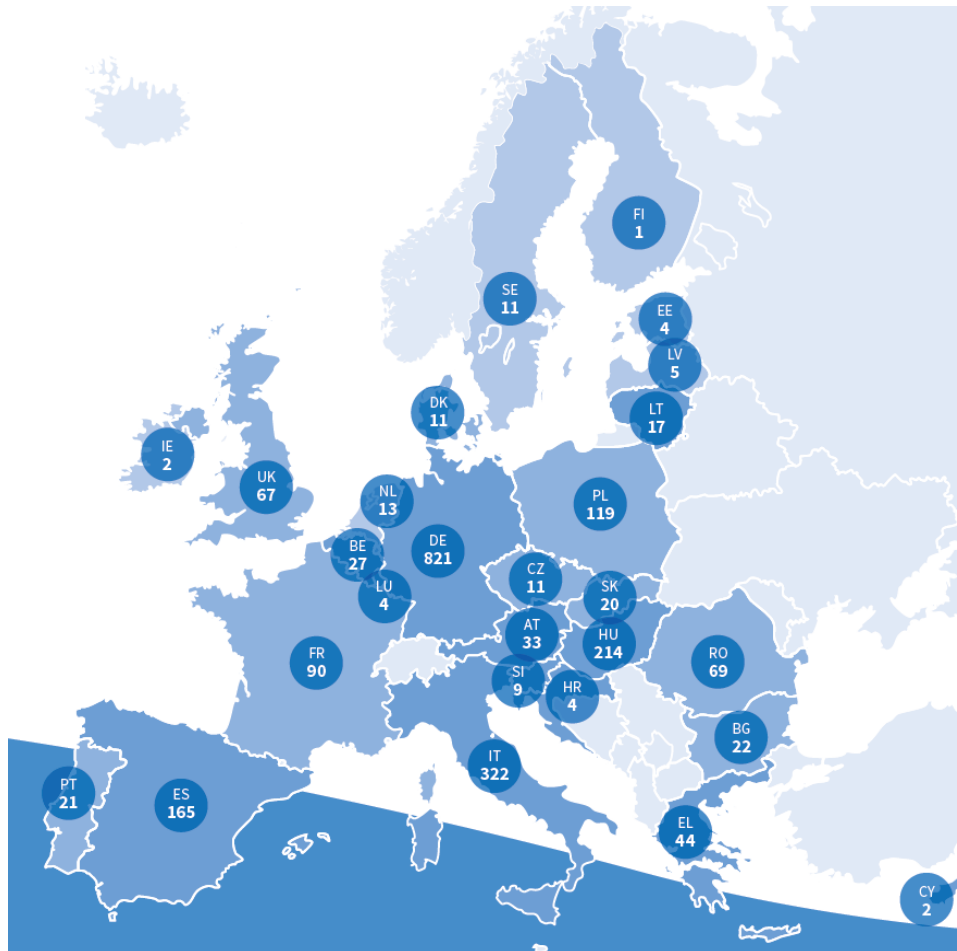 FI
1
SE
11
EE
4
LV
5
DK
11
LT
17
IE
2
UK
67
NL
13
PL
119
BE
27
DE
821
CZ
11
LU
4
SK
20
AT
33
HU
214
FR
90
SI
9
HR
4
RO
69
BG
22
IT
322
PT
21
ES
165
EL
44
CY
2